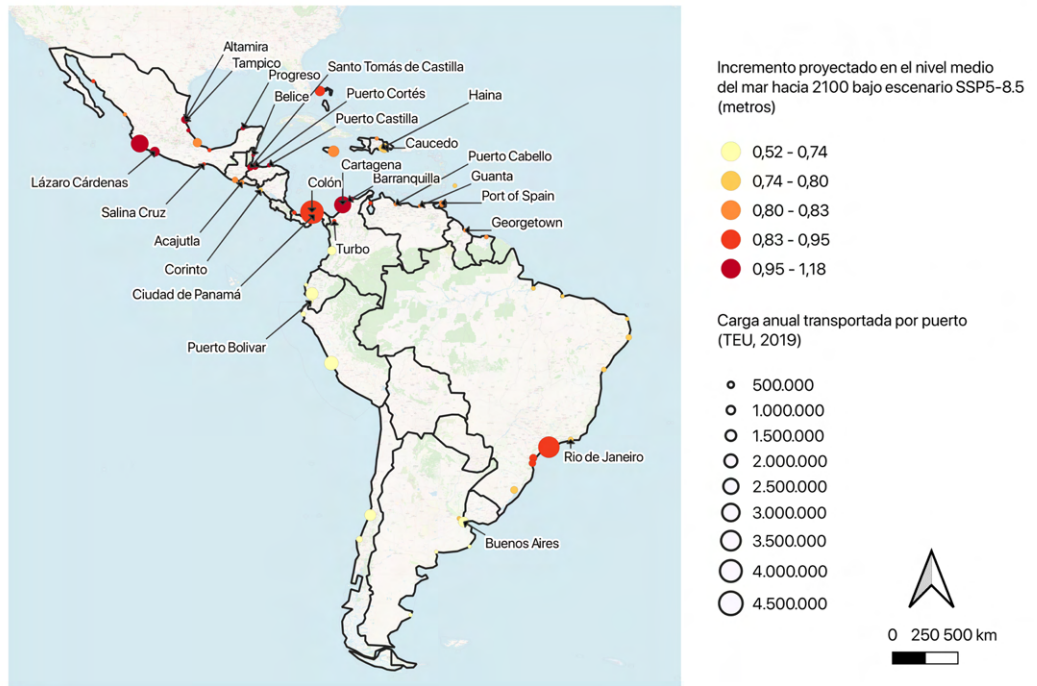 Altamira
Tampico
Progreso
Belice
Santo Tomás de Castilla
Puerto Cortés
Puerto Castilla
Haina
Caucedo
Cartagena
Barranquilla
Colón
Puerto Cabello
Guanta
Port of Spain
Georgetown
Lázaro Cárdenas
Salina Cruz
Acajutla
Corinto
Ciudad de Panamá
Turbo
Puerto Bolivar
Rio de Janeiro
Buenos Aires
Incremento proyectado en el nivel medio
del mar hacia 2100 bajo escenario SSP5-8.5
(metros)
0,52 - 0,74
0,74 - 0,80
0,80 - 0,83
0,83 - 0,95
0,95 - 1,18
Carga anual transportada por puerto
(TEU, 2019)
500.000
1.000.000
1.500.000
2.000.000
2.500.000
3.000.000
3.500.000
4.000.000
4.500.000
0 250 500 km